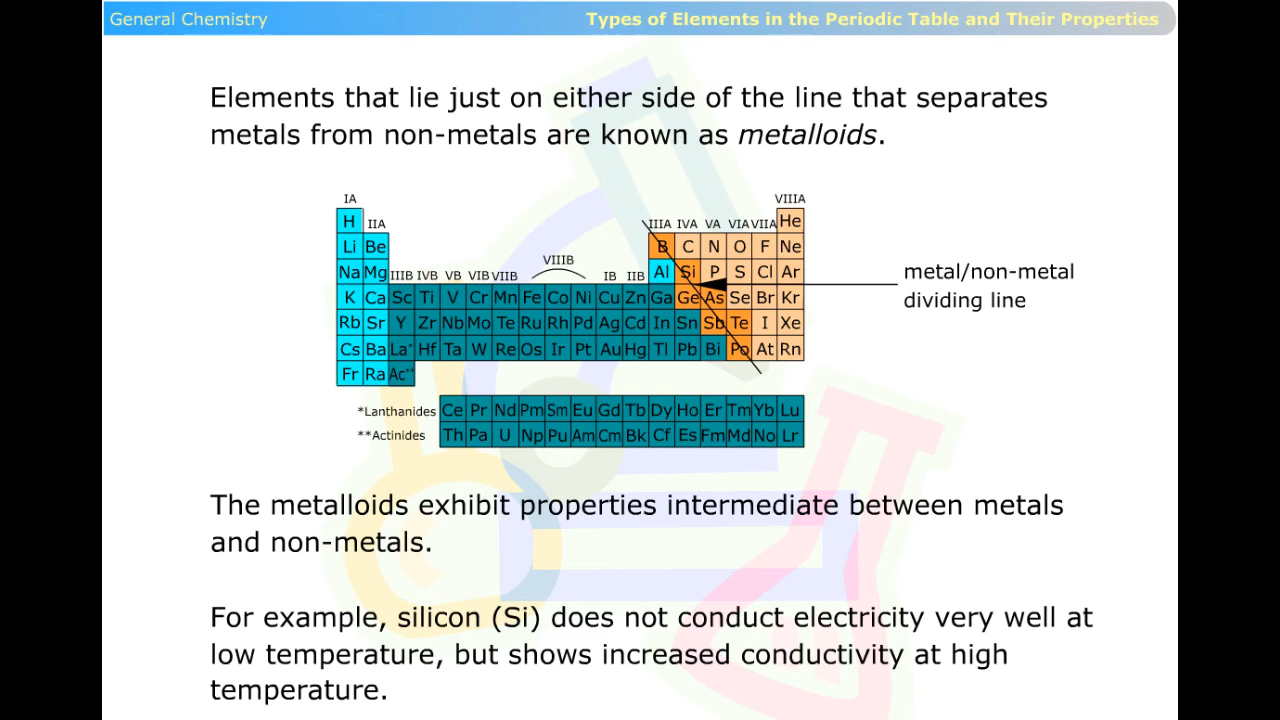 General Chemistry
Types of Elements in the Periodic Table and Their Properties
Elements that lie just on either side of the line that separates
metals from non-metals are known as metalloids.
IA VIIIA
IIA IIIA IVA VA VIA VIIA
IIIB IVB VB VIB VIIB VIIIB IB IIB
H He
Li Be B C N O F Ne
Na Mg Al Si P S Cl Ar
K Ca Sc Ti V Cr Mn Fe Co Ni Cu Zn Ga Ge As Se Br Kr
Rb Sr Y Zr Nb Mo Te Ru Rh Pd Ag Cd In Sn Sb Te I Xe
Cs Ba La* Hf Ta W Re Os Ir Pt Au Hg Tl Pb Bi Po At Rn
Fr Ra Ac**
metal/non-metal
dividing line
*Lanthanides Ce Pr Nd Pm Sm Eu Gd Tb Dy Ho Er Tm Yb Lu
**Actinides Th Pa U Np Pu Am Cm Bk Cf Es Fm Md No Lr
The metalloids exhibit properties intermediate between metals
and non-metals.
For example, silicon (Si) does not conduct electricity very well at
low temperature, but shows increased conductivity at high
temperature.